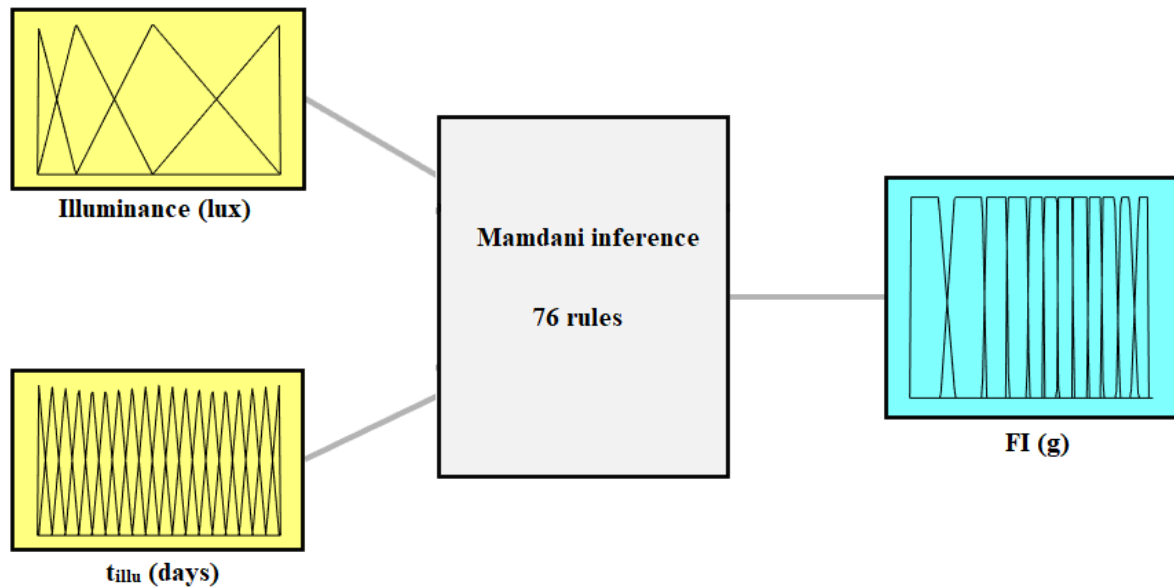 Illuminance (lux)
Mamdani inference
76 rules
FI (g)
tillu (days)